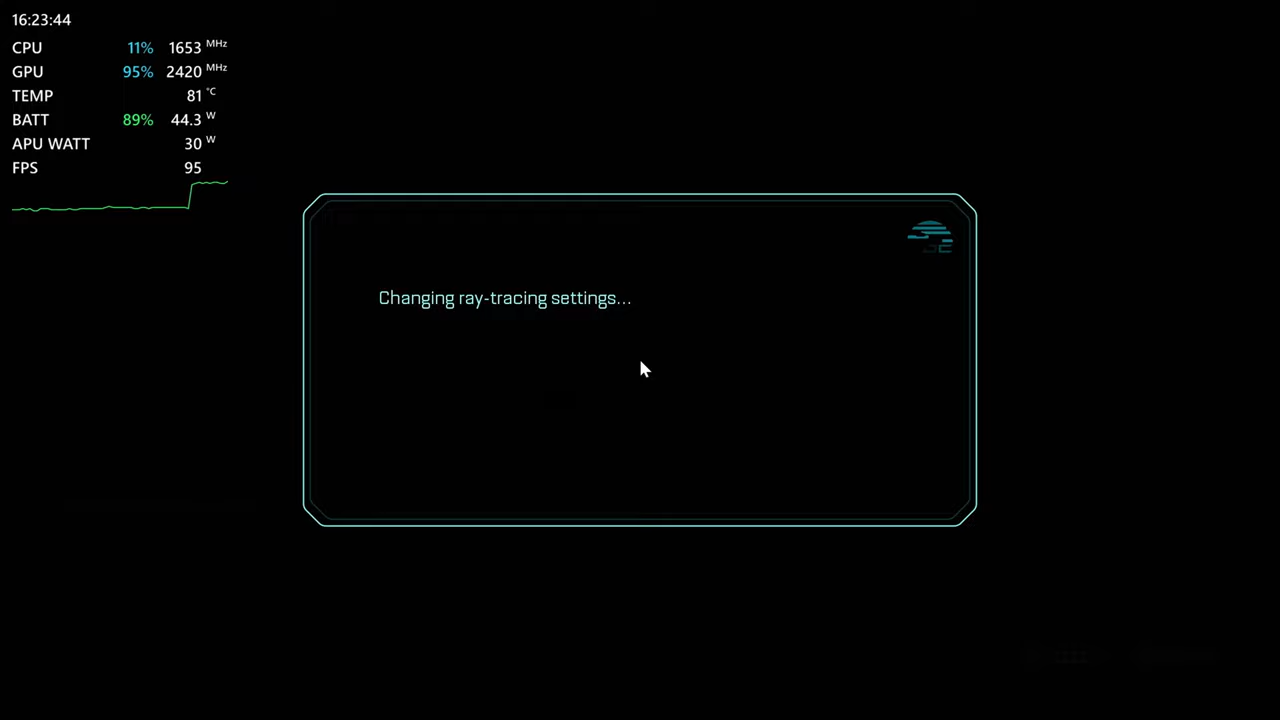 16:23:44
CPU 11% 1653 MHz
GPU 95% 2420 MHz
TEMP 81 °C
BATT 89% 44.3 W
APU WATT 30 W
FPS 95
Changing ray-tracing settings...